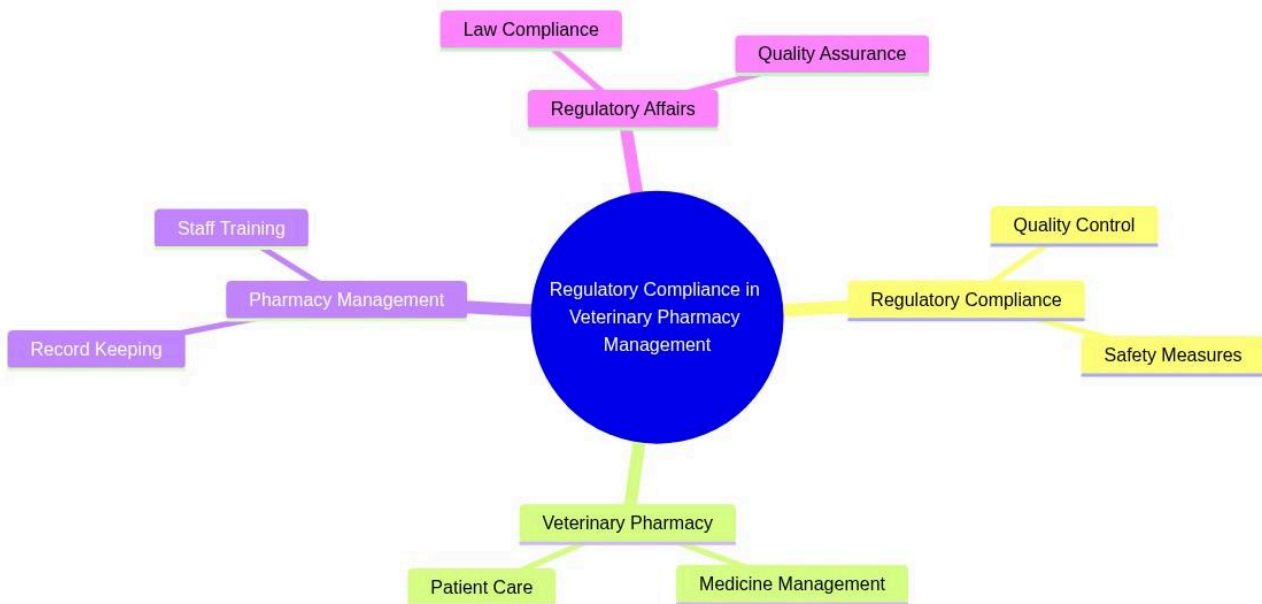 Law Compliance
Quality Assurance
Regulatory Affairs
Staff Training
Quality Control
Pharmacy Management
Regulatory Compliance in
Veterinary Pharmacy
Management
Regulatory Compliance
Record Keeping
Safety Measures
Veterinary Pharmacy
Patient Care
Medicine Management